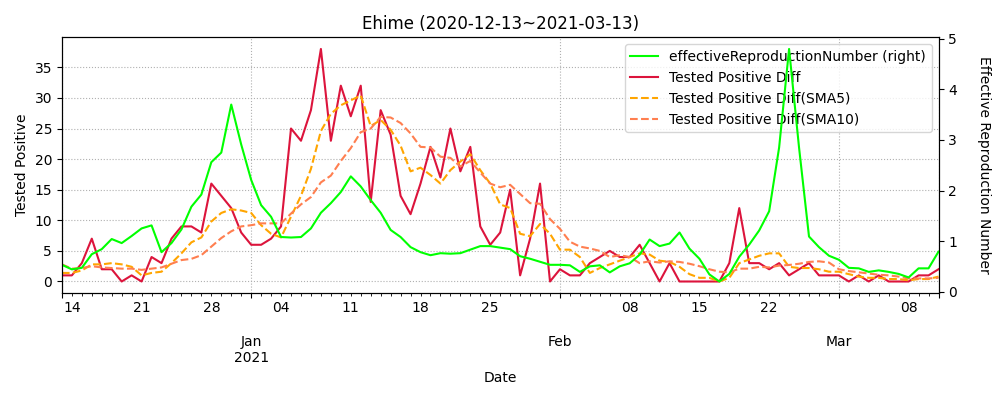 Ehime (2020-12-13~2021-03-13)
effectiveReproductionNumber (right)
Tested Positive Diff
Tested Positive Diff(SMA5)
Tested Positive Diff(SMA10)
Tested Positive
35
30
25
20
15
10
5
0
Effective Reproduction Number
5
4
3
2
1
0
14 21 28 04 11 18 25 08 15 22 08
Jan Feb Mar
2021
Date